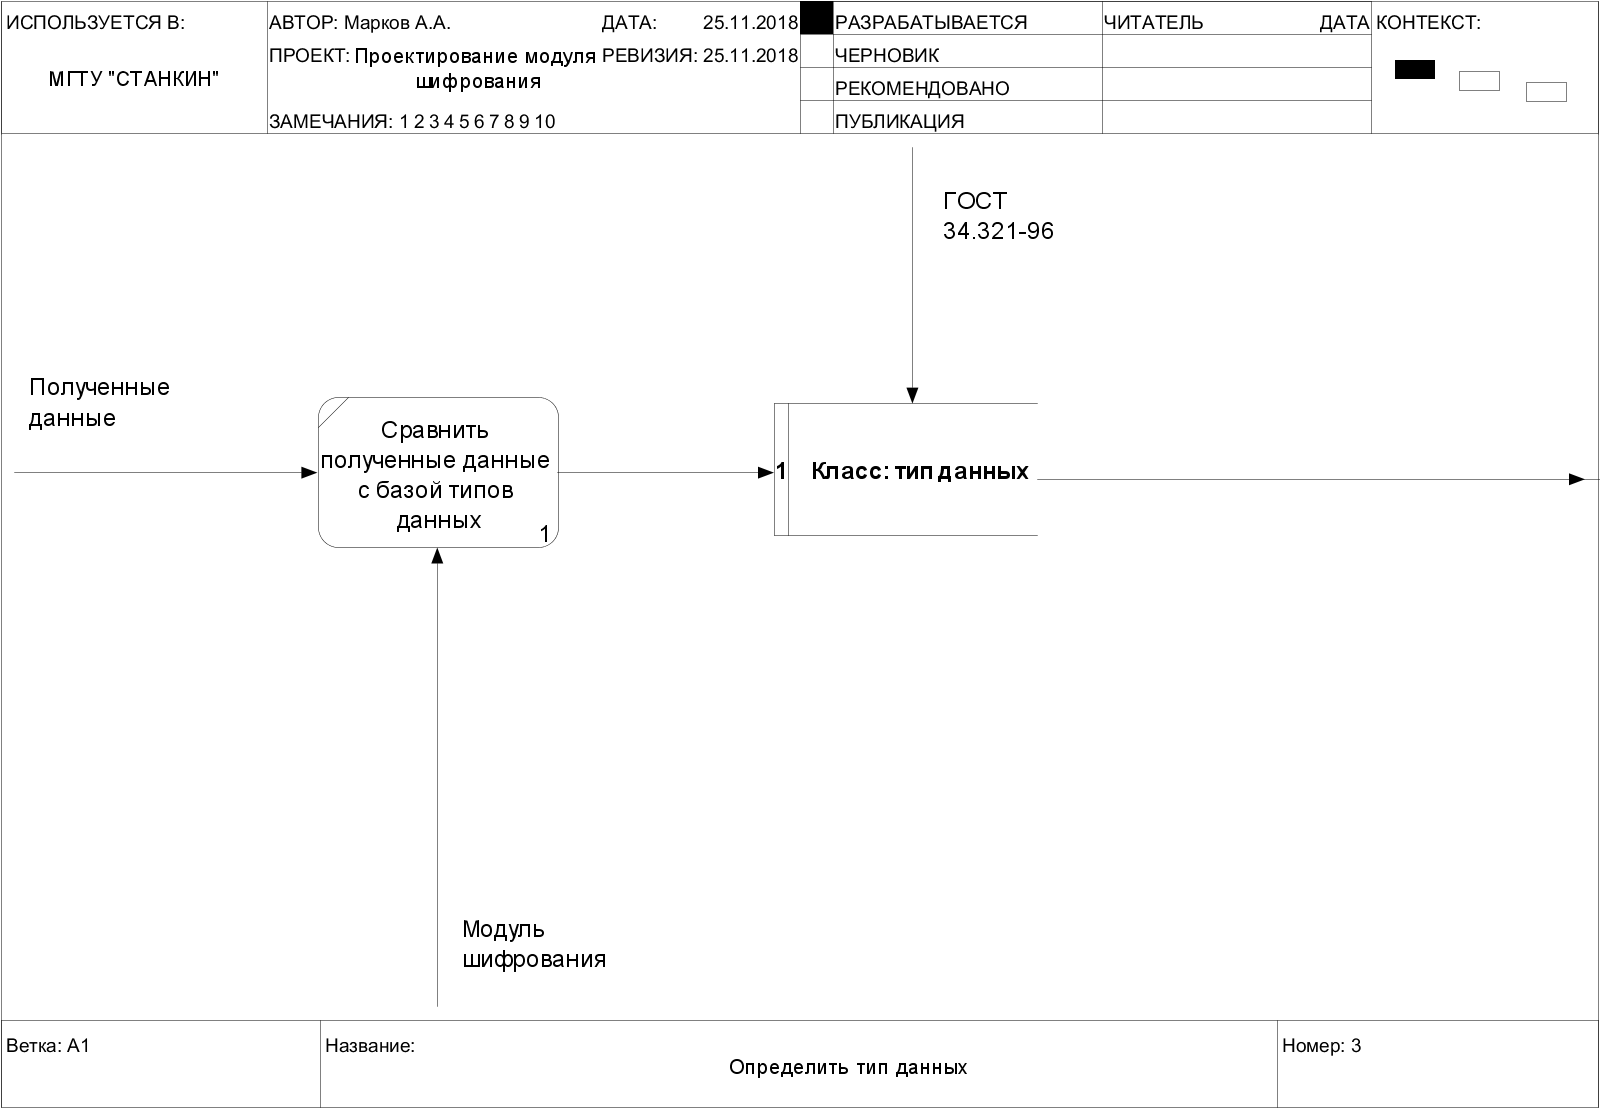 ИСПОЛЬЗУЕТСЯ В:
МГТУ "СТАНКИН"
АВТОР: Марков А.А.
ДАТА: 25.11.2018
ПРОЕКТ: Проектирование модуля
шифрования
РЕВИЗИЯ: 25.11.2018
ЗАМЕЧАНИЯ: 1 2 3 4 5 6 7 8 9 10
РАЗРАБАТЫВАЕТСЯ
ЧЕРНОВИК
РЕКОМЕНДОВАНО
ПУБЛИКАЦИЯ
ЧИТАТЕЛЬ ДАТА
КОНТЕКСТ:
ГОСТ
34.321-96
Полученные
данные
Сравнить
полученные данные
с базой типов
данных
1
1 Класс: тип данных
Модуль
шифрования
Ветка: А1
Название:
Определить тип данных
Номер: 3